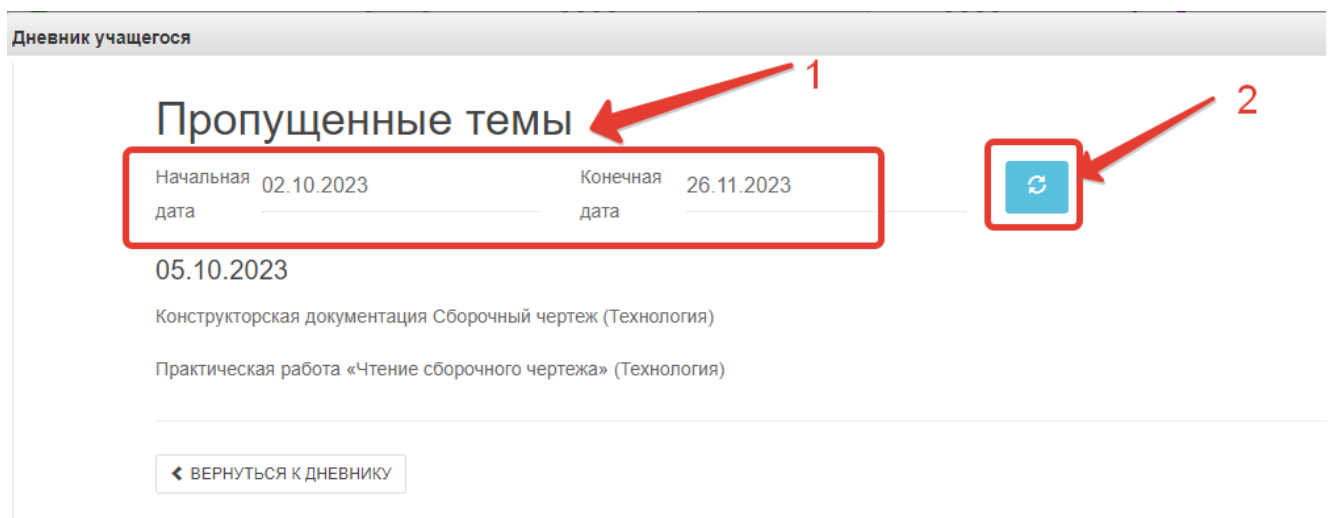 Дневник учащегося
1
2
Пропущенные темы
Начальная дата 02.10.2023 Конечная дата 26.11.2023
05.10.2023
Конструкторская документация Сборочный чертеж (Технология)
Практическая работа «Чтение сборочного чертежа» (Технология)
ВЕРНУТЬСЯ К ДНЕВНИКУ